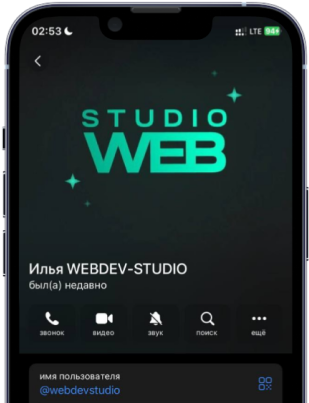 02:53
LTE 94+
STUDIO
WEB
Илья WEBDEV-STUDIO
был(а) недавно
звонок видео звук поиск ещё
имя пользователя
@webdevstudio